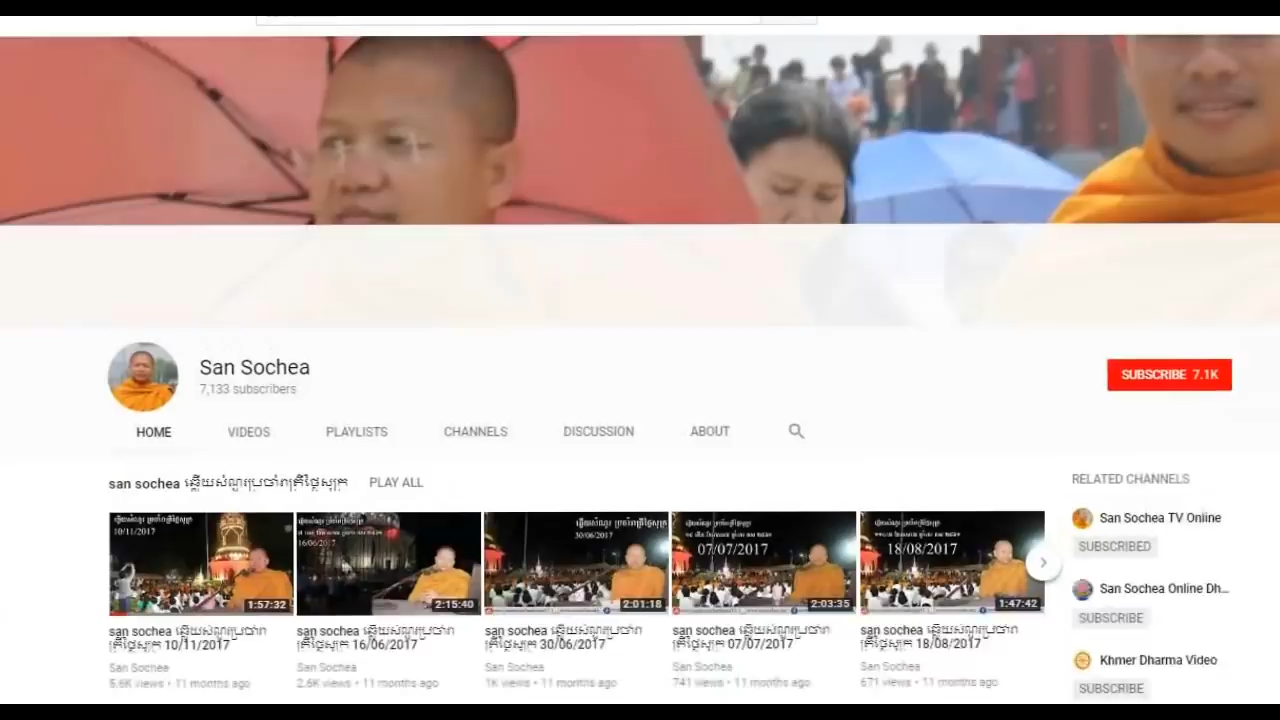 San Sochea
7,133 subscribers
SUBSCRIBE 7.1K
HOME VIDEOS PLAYLISTS CHANNELS DISCUSSION ABOUT
san sochea ឆ្លើយសំណួរប្រចាំរាត្រីថ្ងៃសុក្រ PLAY ALL
10/11/2017
1:57:32
16/06/2017
2:15:40
30/06/2017
2:01:18
07/07/2017
2:03:35
18/08/2017
1:47:42
san sochea ឆ្លើយសំណួរប្រចាំរា
ត្រីថ្ងៃសុក្រ 10/11/2017
San Sochea
5.6K views • 11 months ago
san sochea ឆ្លើយសំណួរប្រចាំរា
ត្រីថ្ងៃសុក្រ 16/06/2017
San Sochea
2.6K views • 11 months ago
san sochea ឆ្លើយសំណួរប្រចាំរា
ត្រីថ្ងៃសុក្រ 30/06/2017
San Sochea
1K views • 11 months ago
san sochea ឆ្លើយសំណួរប្រចាំរា
ត្រីថ្ងៃសុក្រ 07/07/2017
San Sochea
741 views • 11 months ago
san sochea ឆ្លើយសំណួរប្រចាំរា
ត្រីថ្ងៃសុក្រ 18/08/2017
San Sochea
671 views • 11 months ago
RELATED CHANNELS
San Sochea TV Online
SUBSCRIBED
San Sochea Online Dh...
SUBSCRIBE
Khmer Dharma Video
SUBSCRIBE